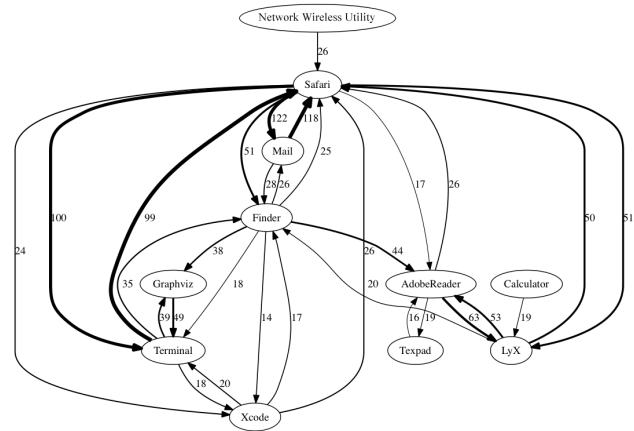 Network Wireless Utility
26
Safari
122
118
Mail
51
25
28
26
17
26
Finder
100
99
50
51
24
38
44
26
35
18
20
Graphviz
AdobeReader
Calculator
39
49
14
17
16
19
63
53
19
Terminal
Texpad
LyX
18
20
Xcode